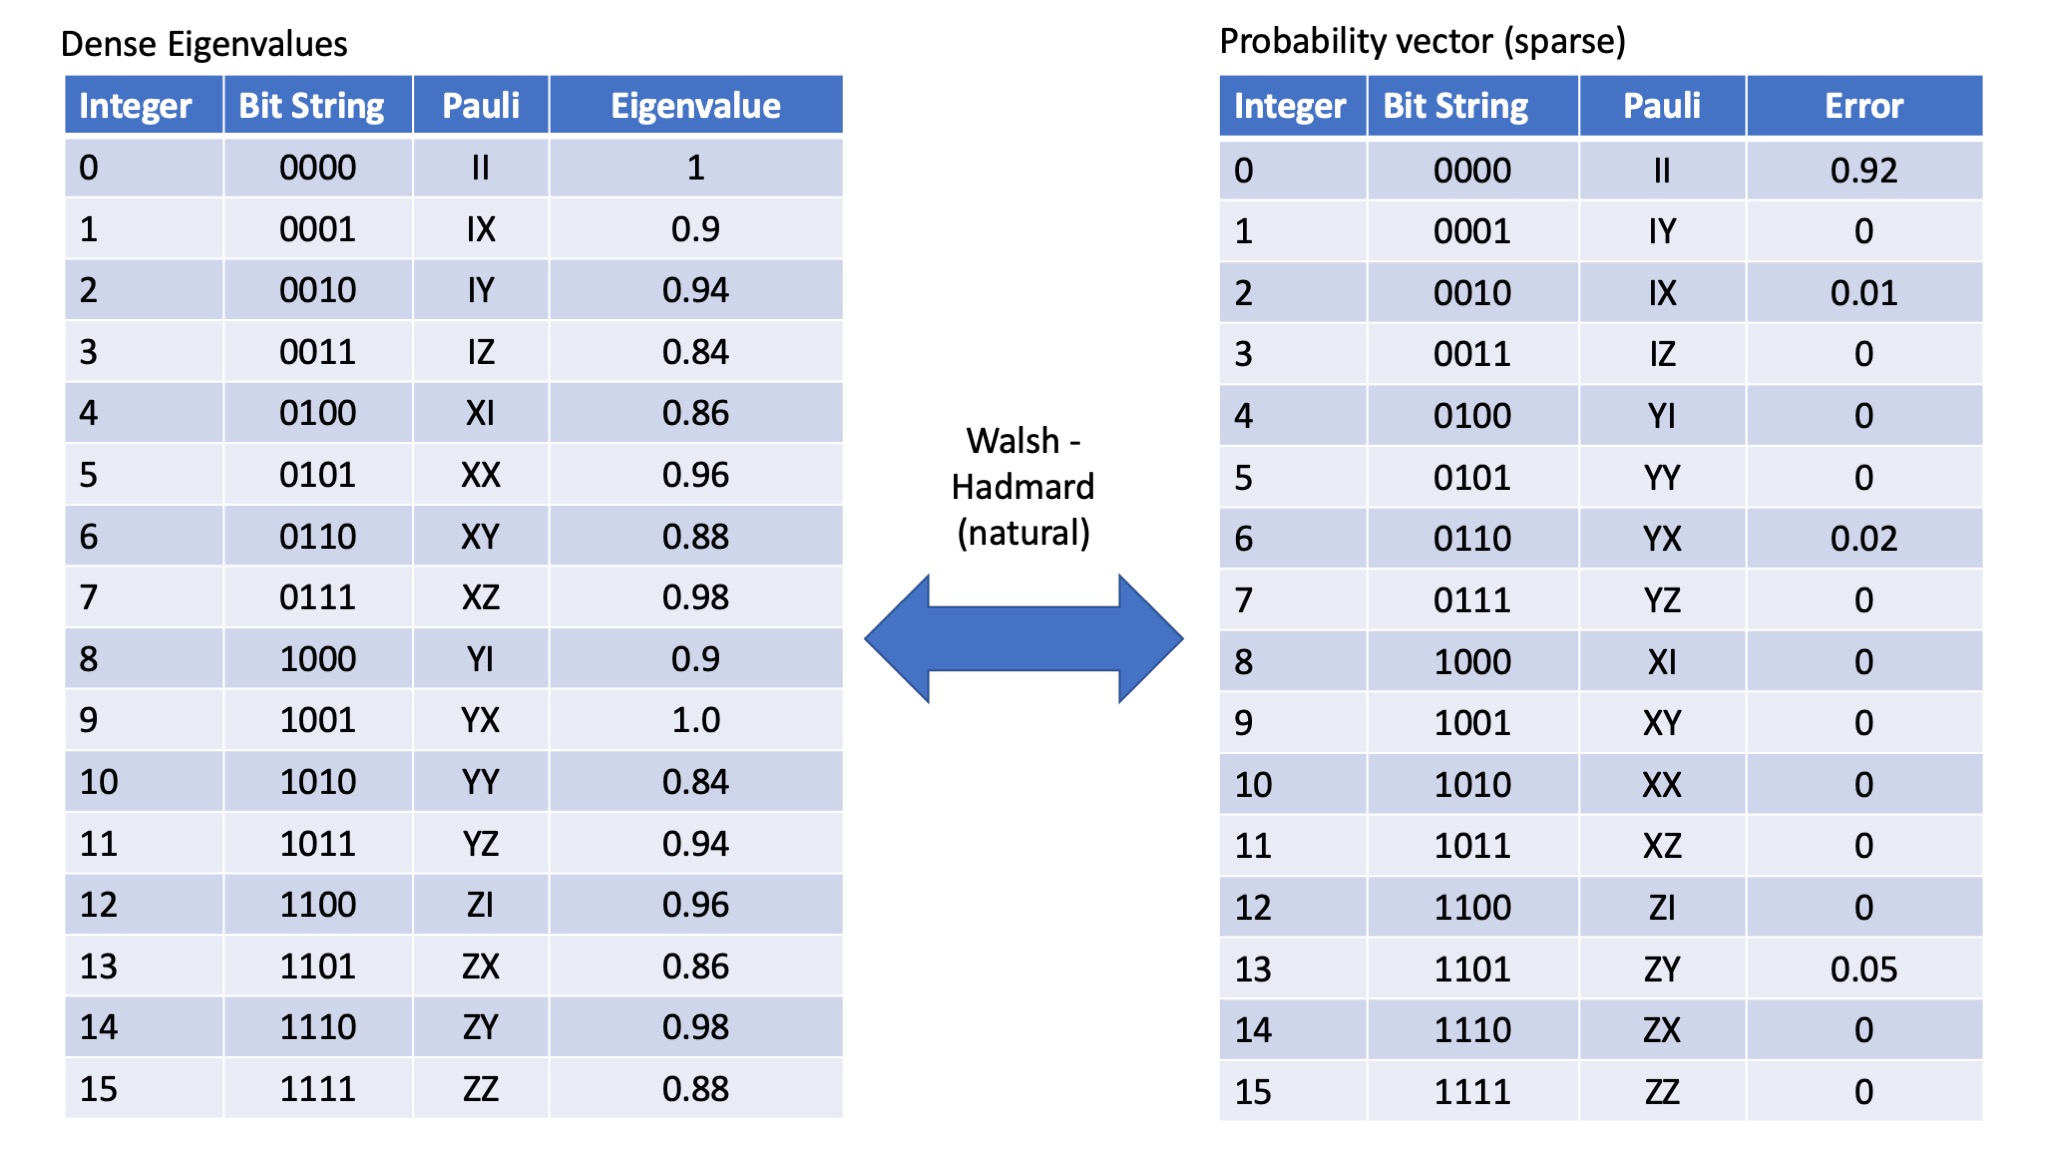 Dense Eigenvalues
Integer Bit String Pauli Eigenvalue
0 0000 II 1
1 0001 IX 0.9
2 0010 IY 0.94
3 0011 IZ 0.84
4 0100 XI 0.86
5 0101 XX 0.96
6 0110 XY 0.88
7 0111 XZ 0.98
8 1000 YI 0.9
9 1001 YX 1.0
10 1010 YY 0.84
11 1011 YZ 0.94
12 1100 ZI 0.96
13 1101 ZX 0.86
14 1110 ZY 0.98
15 1111 ZZ 0.88
Walsh -
Hadmard
(natural)
Probability vector (sparse)
Integer Bit String Pauli Error
0 0000 II 0.92
1 0001 IY 0
2 0010 IX 0.01
3 0011 IZ 0
4 0100 YI 0
5 0101 YY 0
6 0110 YX 0.02
7 0111 YZ 0
8 1000 XI 0
9 1001 XY 0
10 1010 XX 0
11 1011 XZ 0
12 1100 ZI 0
13 1101 ZY 0.05
14 1110 ZX 0
15 1111 ZZ 0